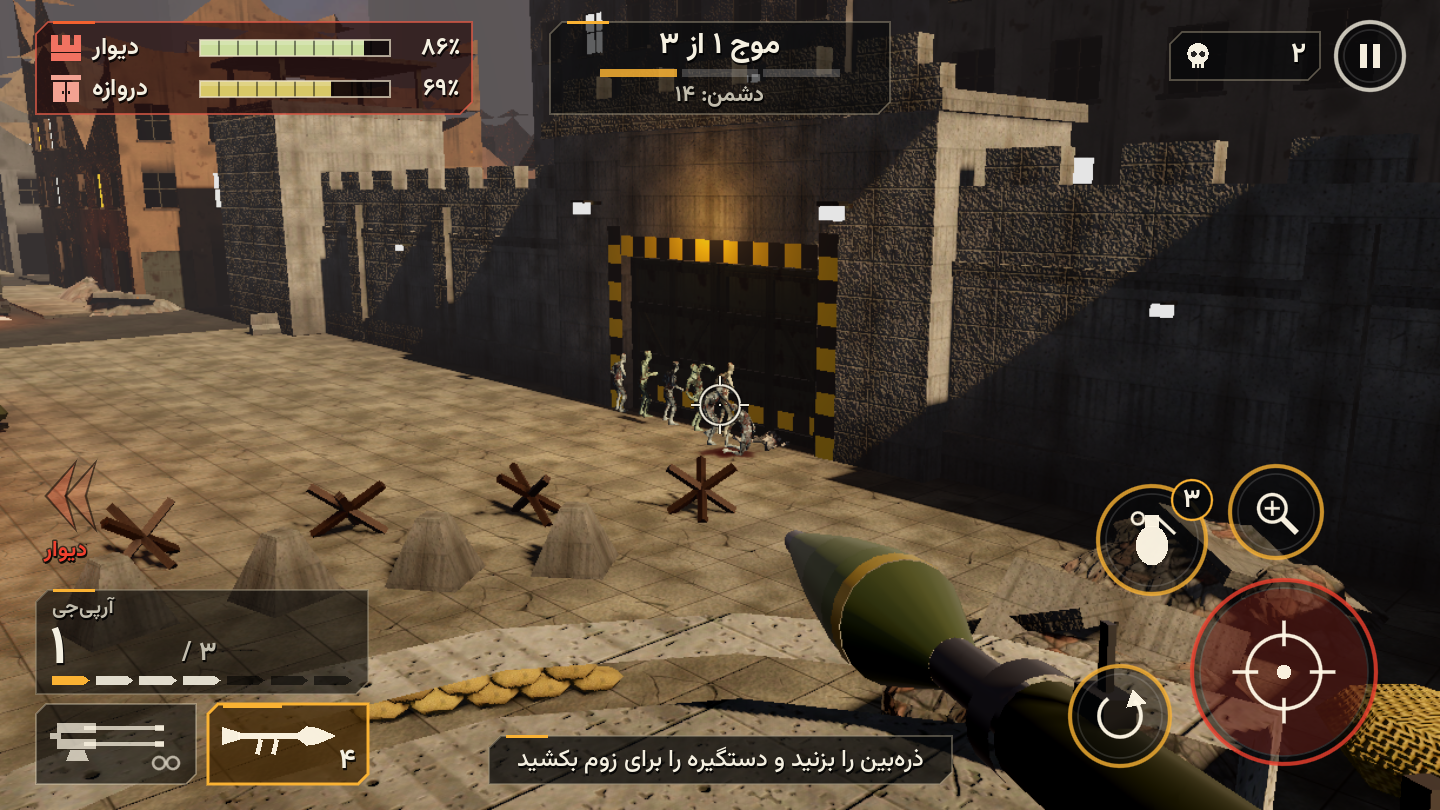 دیوار ۸۶٪
دروازه ۶۹٪
موج ۱ از ۳
دشمن: ۱۴
۲
دیوار
آرپی‌جی
۱ / ۳
۴
۳
ذره‌بین را بزنید و دستگیره را برای زوم بکشید